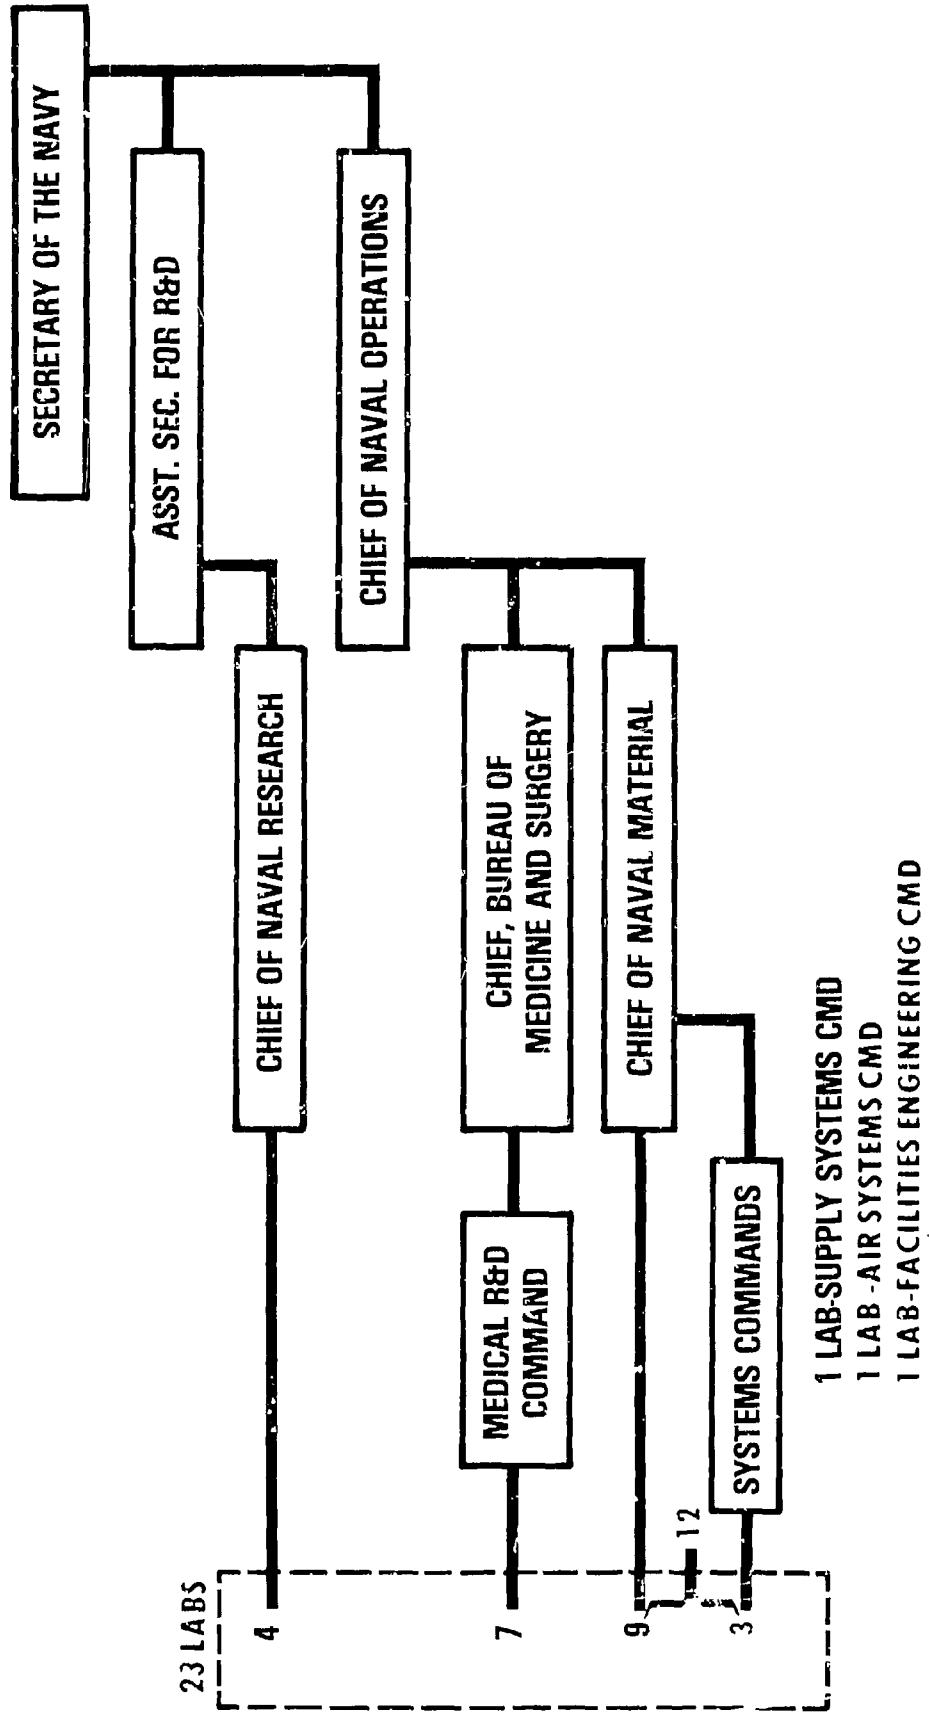 SECRETARY OF THE NAVY
ASST. SEC. FOR R&D
CHIEF OF NAVAL OPERATIONS
CHIEF OF NAVAL RESEARCH
CHIEF, BUREAU OF
MEDICINE AND SURGERY
CHIEF OF NAVAL MATERIAL
MEDICAL R&D
COMMAND
SYSTEMS COMMANDS
23 LABS
4
7
9
12
3
1 LAB-SUPPLY SYSTEMS CMD
1 LAB-AIR SYSTEMS CMD
1 LAB-FACILITIES ENGINEERING CMD